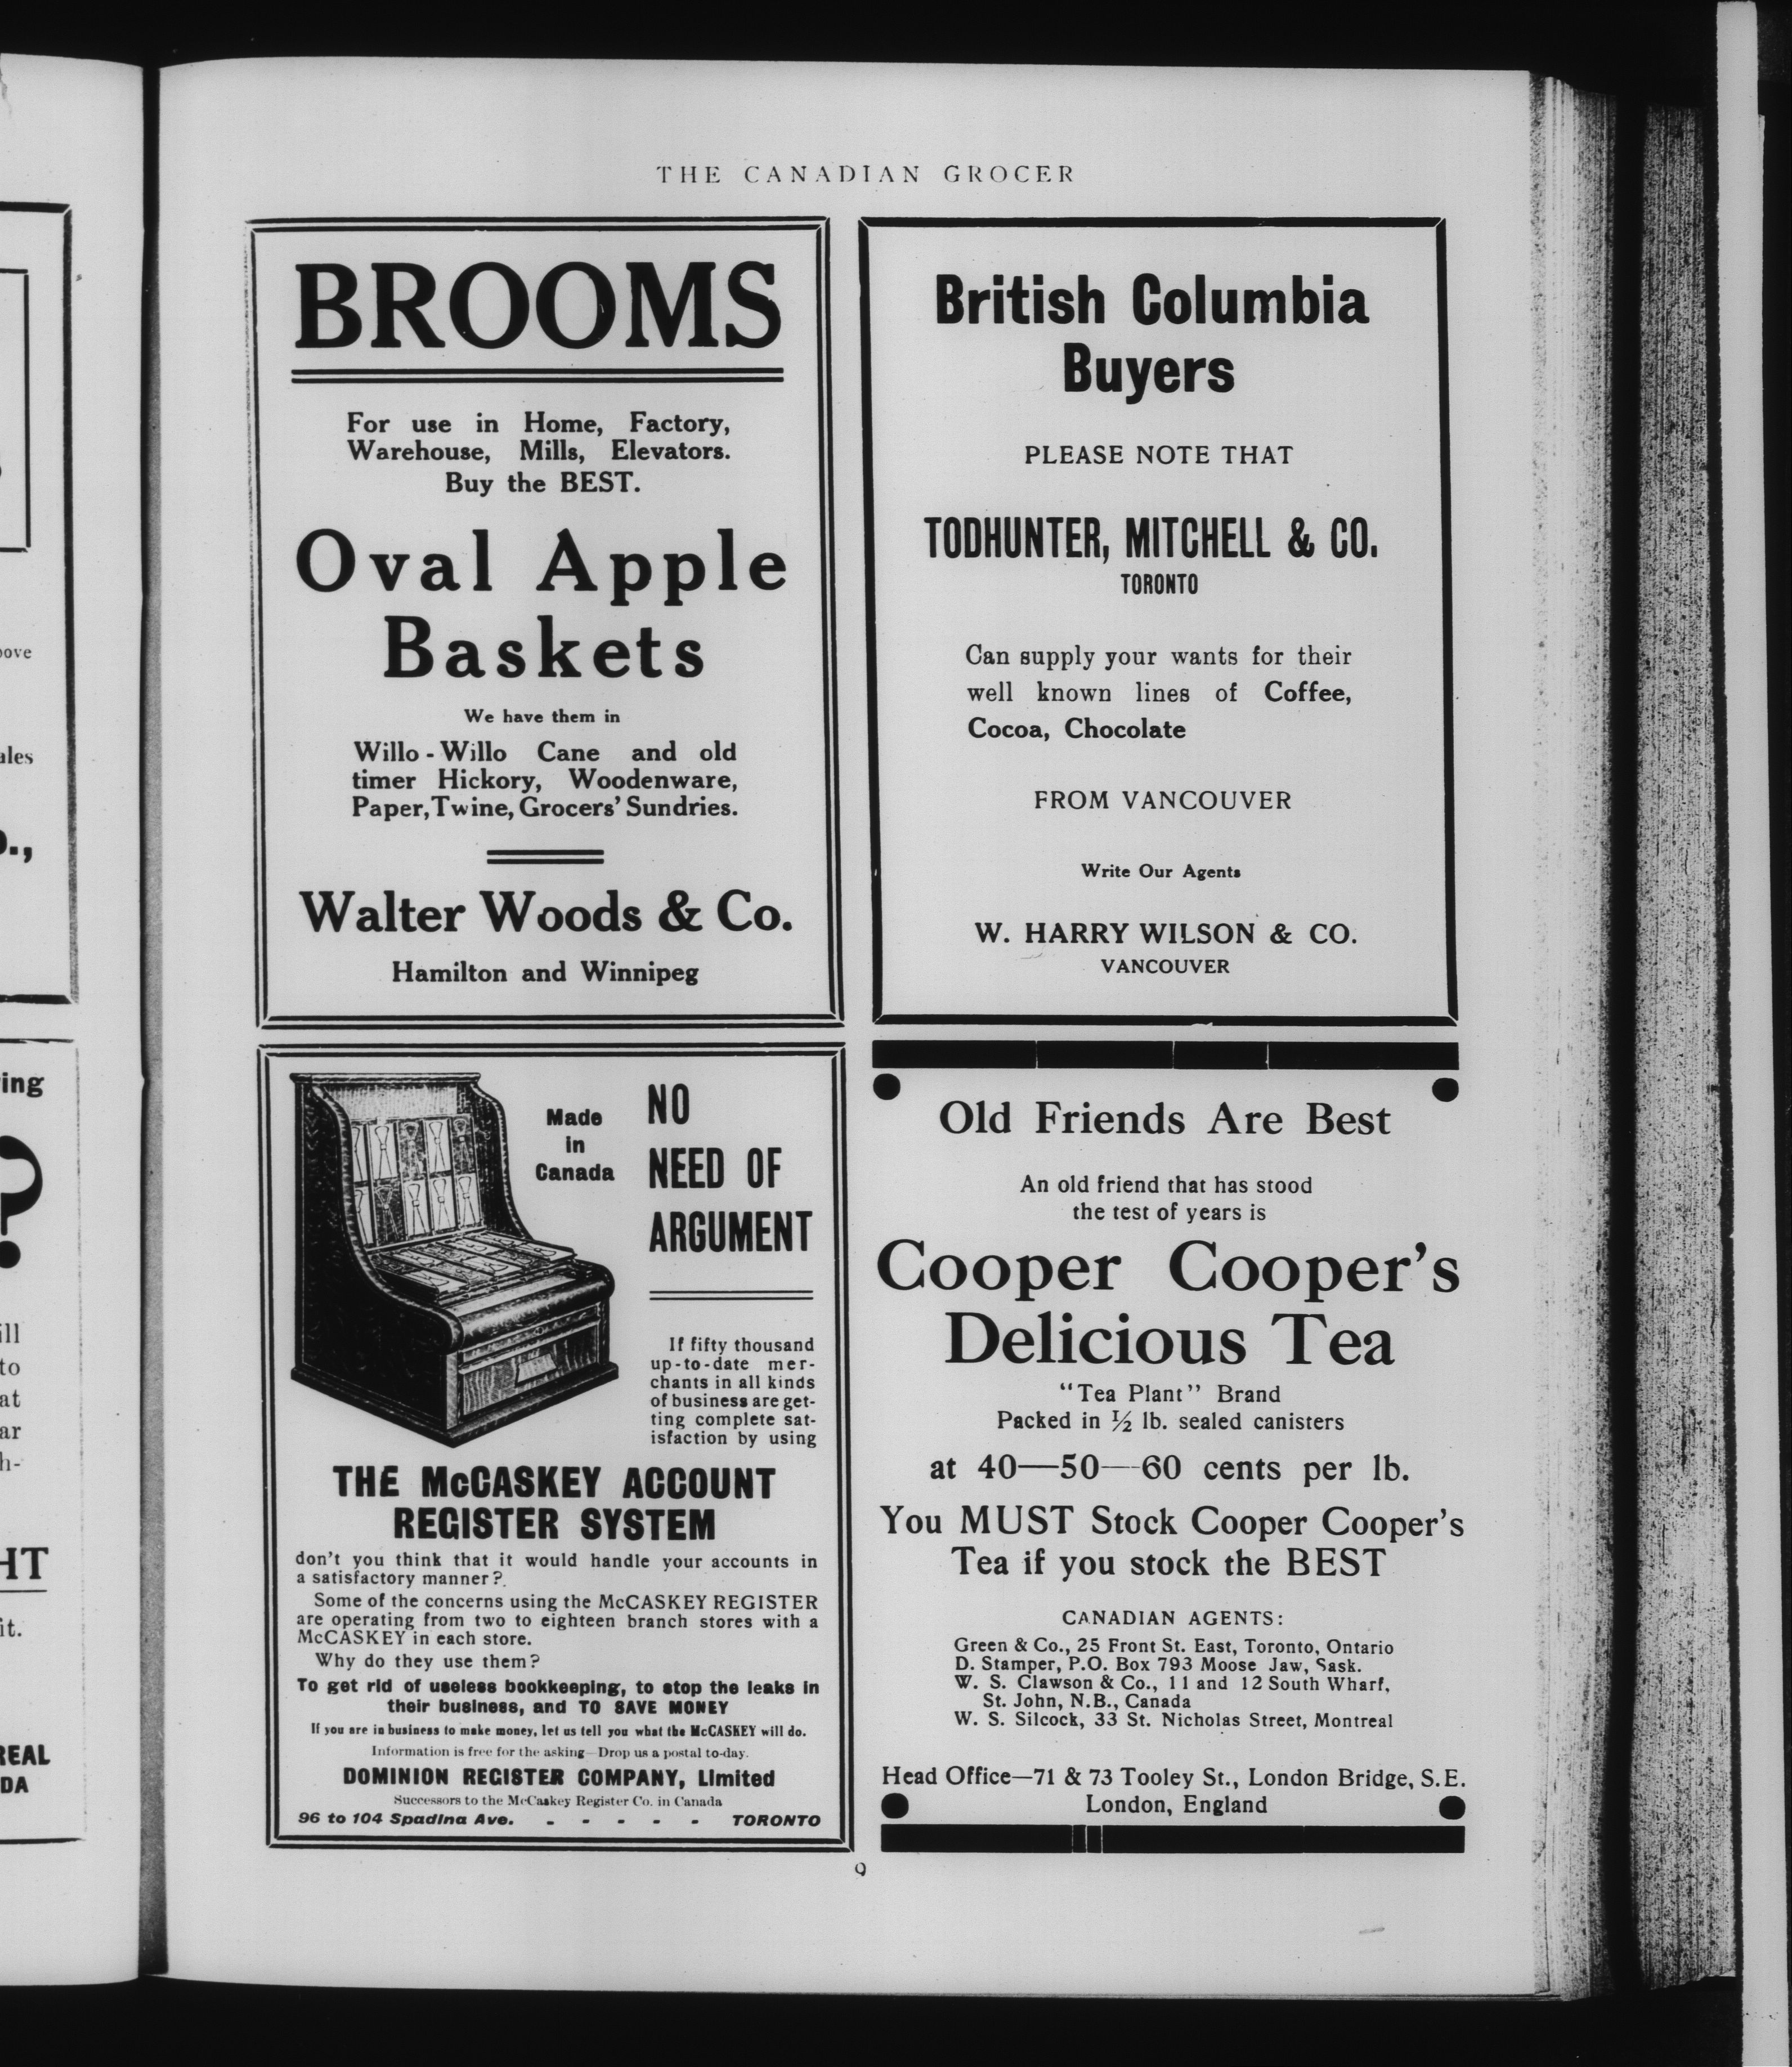 THE CANADIAN GROCER
BROOMS
For use in Home, Factory,
Warehouse, Mills, Elevators.
Buy the BEST.
Oval Apple
Baskets
We have them in
Willo-Willo Cane and old
timer Hickory, Woodenware,
Paper, Twine, Grocers' Sundries.
Walter Woods & Co.
Hamilton and Winnipeg
British Columbia
Buyers
PLEASE NOTE THAT
TODHUNTER, MITCHELL & CO.
TORONTO
Can supply your wants for their
well known lines of Coffee,
Cocoa, Chocolate
FROM VANCOUVER
Write Our Agents
W. HARRY WILSON & CO.
VANCOUVER
Made
in
Canada
NO
NEED OF
ARGUMENT
If fifty thousand
up-to-date mer-
chants in all kinds
of business are get-
ting complete sat-
isfaction by using
THE McCASKEY ACCOUNT
REGISTER SYSTEM
don't you think that it would handle your accounts in
a satisfactory manner?
Some of the concerns using the McCASKEY REGISTER
are operating from two to eighteen branch stores with a
McCASKEY in each store.
Why do they use them?
To get rid of useless bookkeeping, to stop the leaks in
their business, and TO SAVE MONEY
If you are in business to make money, let us tell you what the McCASKEY will do.
Information is free for the asking—Drop us a postal to-day.
DOMINION REGISTER COMPANY, Limited
Successors to the McCaskey Register Co. in Canada
96 to 104 Spadina Ave. - - - - - TORONTO
Old Friends Are Best
An old friend that has stood
the test of years is
Cooper Cooper's
Delicious Tea
"Tea Plant" Brand
Packed in ½ lb. sealed canisters
at 40—50—60 cents per lb.
You MUST Stock Cooper Cooper's
Tea if you stock the BEST
CANADIAN AGENTS:
Green & Co., 25 Front St. East, Toronto, Ontario
D. Stamper, P.O. Box 793 Moose Jaw, Sask.
W. S. Clawson & Co., 11 and 12 South Wharf,
St. John, N.B., Canada
W. S. Silcock, 33 St. Nicholas Street, Montreal
Head Office—71 & 73 Tooley St., London Bridge, S.E.
London, England
9